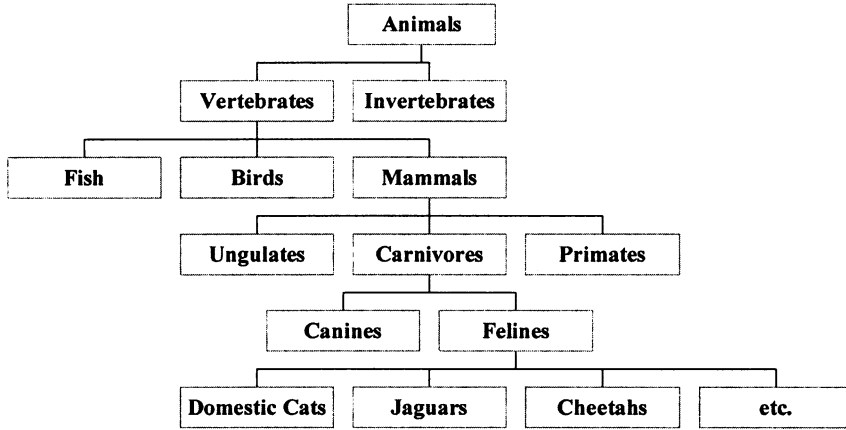 Animals
Vertebrates Invertebrates
Fish Birds Mammals
Ungulates Carnivores Primates
Canines Felines
Domestic Cats Jaguars Cheetahs etc.